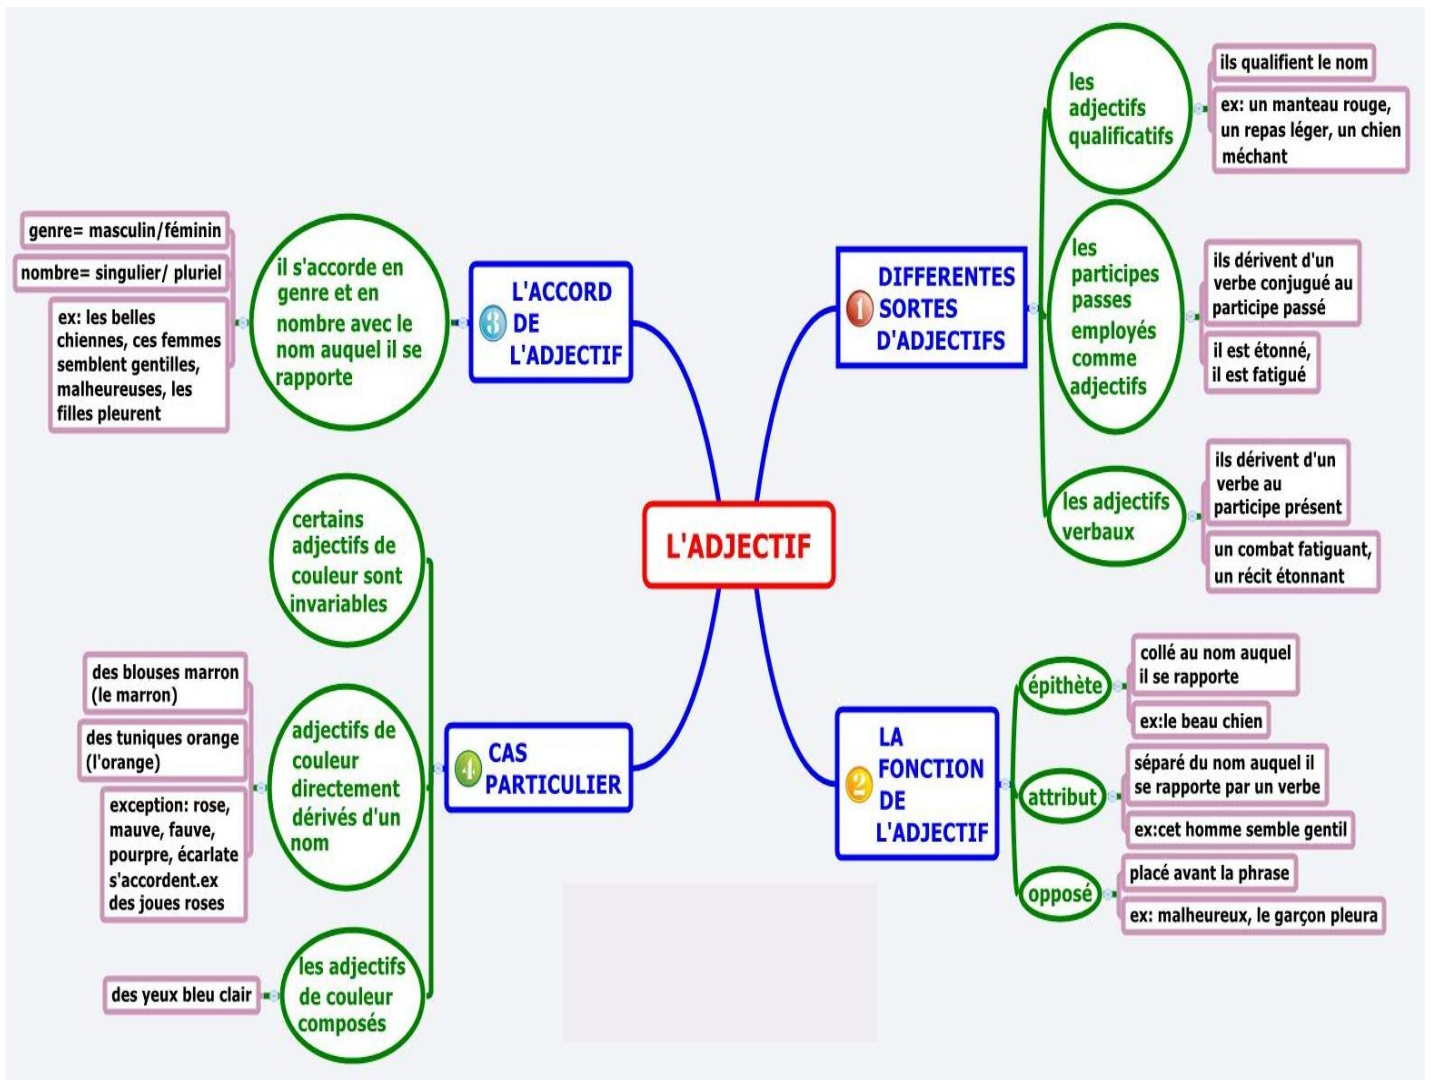 L'ADJECTIF
1
DIFFERENTES
SORTES
D'ADJECTIFS
les
adjectifs
qualificatifs
ils qualifient le nom
ex: un manteau rouge,
un repas léger, un chien
méchant
les
participes
passes
employés
comme
adjectifs
ils dérivent d'un
verbe conjugué au
participe passé
il est étonné,
il est fatigué
les adjectifs
verbaux
ils dérivent d'un
verbe au
participe présent
un combat fatiguant,
un récit étonnant
2
LA
FONCTION
DE
L'ADJECTIF
épithète
collé au nom auquel
il se rapporte
ex:le beau chien
attribut
séparé du nom auquel il
se rapporte par un verbe
ex:cet homme semble gentil
opposé
placé avant la phrase
ex: malheureux, le garçon pleura
3
L'ACCORD
DE
L'ADJECTIF
il s'accorde en
genre et en
nombre avec le
nom auquel il se
rapporte
genre= masculin/féminin
nombre= singulier/ pluriel
ex: les belles
chiennes, ces femmes
semblent gentilles,
malheureuses, les
filles pleurent
4
CAS
PARTICULIER
certains
adjectifs de
couleur sont
invariables
adjectifs de
couleur
directement
dérivés d'un
nom
des blouses marron
(le marron)
des tuniques orange
(l'orange)
exception: rose,
mauve, fauve,
pourpre, écarlate
s'accordent.ex
des joues roses
les adjectifs
de couleur
composés
des yeux bleu clair